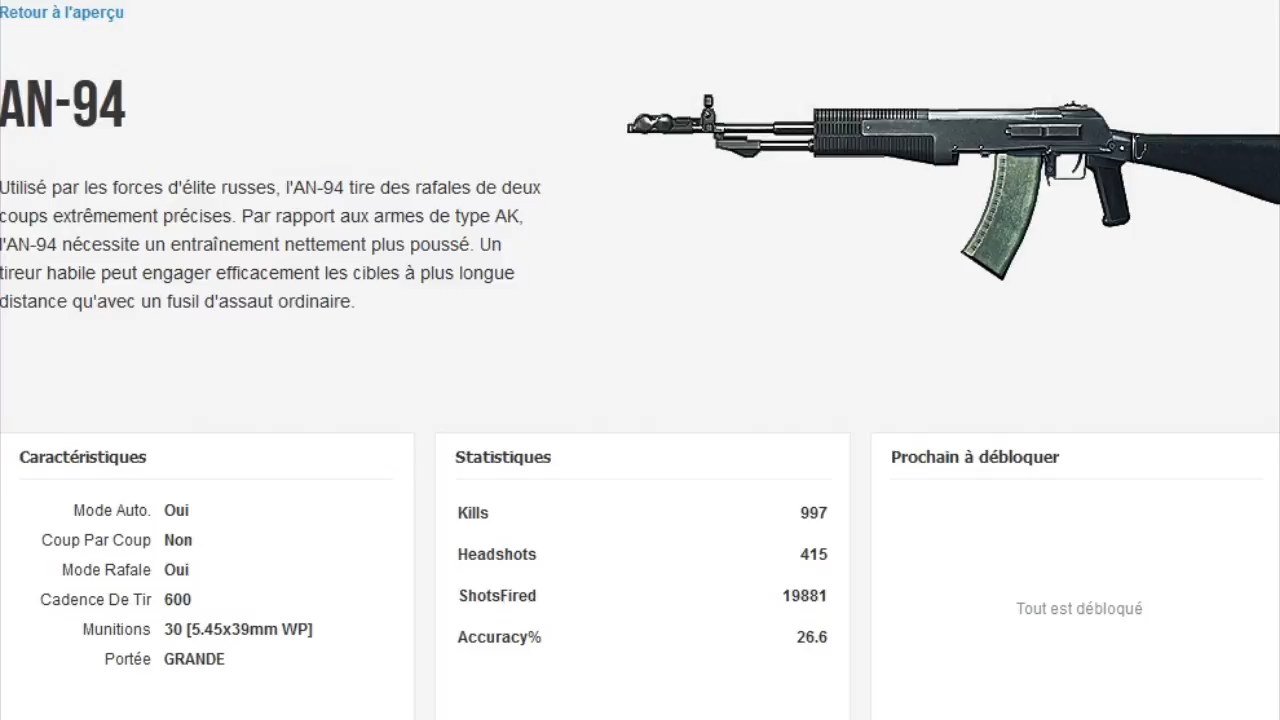 Retour à l'aperçu
AN-94
Utilisé par les forces d'élite russes, l'AN-94 tire des rafales de deux
coups extrêmement précises. Par rapport aux armes de type AK,
l'AN-94 nécessite un entraînement nettement plus poussé. Un
tireur habile peut engager efficacement les cibles à plus longue
distance qu'avec un fusil d'assaut ordinaire.
Caractéristiques
Mode Auto. Oui
Coup Par Coup Non
Mode Rafale Oui
Cadence De Tir 600
Munitions 30 [5.45x39mm WP]
Portée GRANDE
Statistiques
Kills 997
Headshots 415
ShotsFired 19881
Accuracy% 26.6
Prochain à débloquer
Tout est débloqué